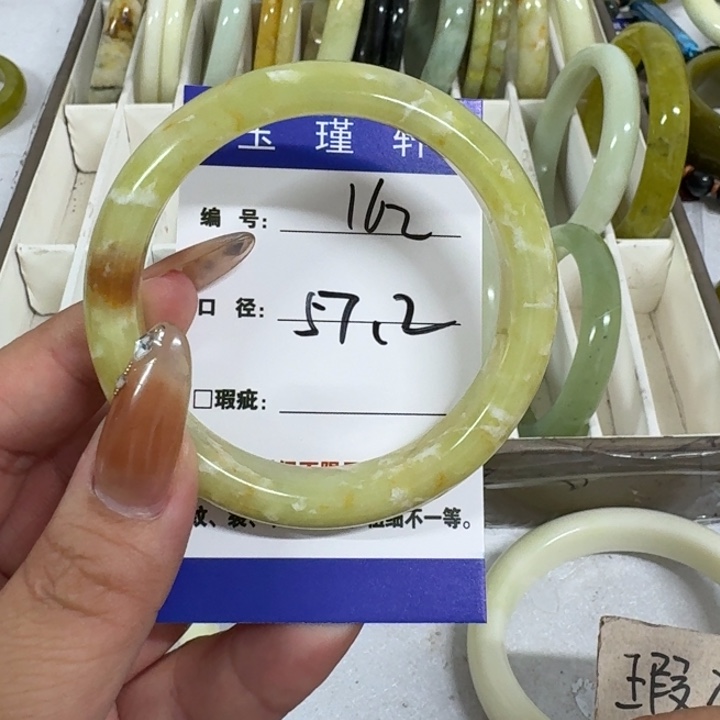 玉瑾轩
编 号: 162
口 径: 57.2
□瑕疵:
纹、裂、
粗细不一等。
瑕